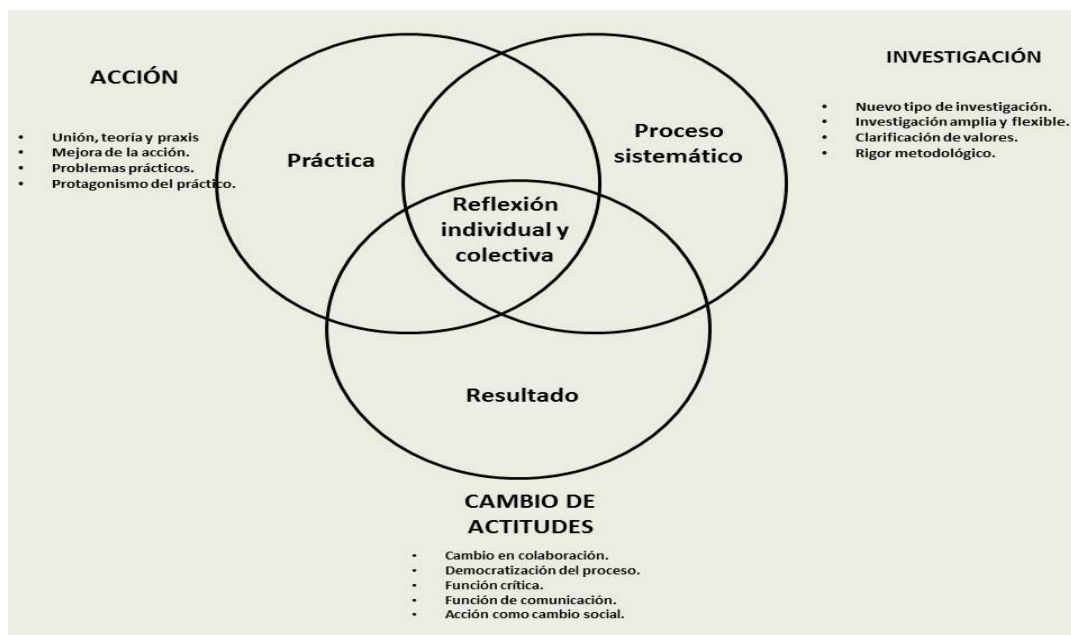 ACCIÓN
• Unión, teoría y praxis
• Mejora de la acción.
• Problemas prácticos.
• Protagonismo del práctico.
INVESTIGACIÓN
• Nuevo tipo de investigación.
• Investigación amplia y flexible.
• Clarificación de valores.
• Rigor metodológico.
Práctica
Proceso
sistemático
Reflexión
individual y
colectiva
Resultado
CAMBIO DE
ACTITUDES
• Cambio en colaboración.
• Democratización del proceso.
• Función crítica.
• Función de comunicación.
• Acción como cambio social.